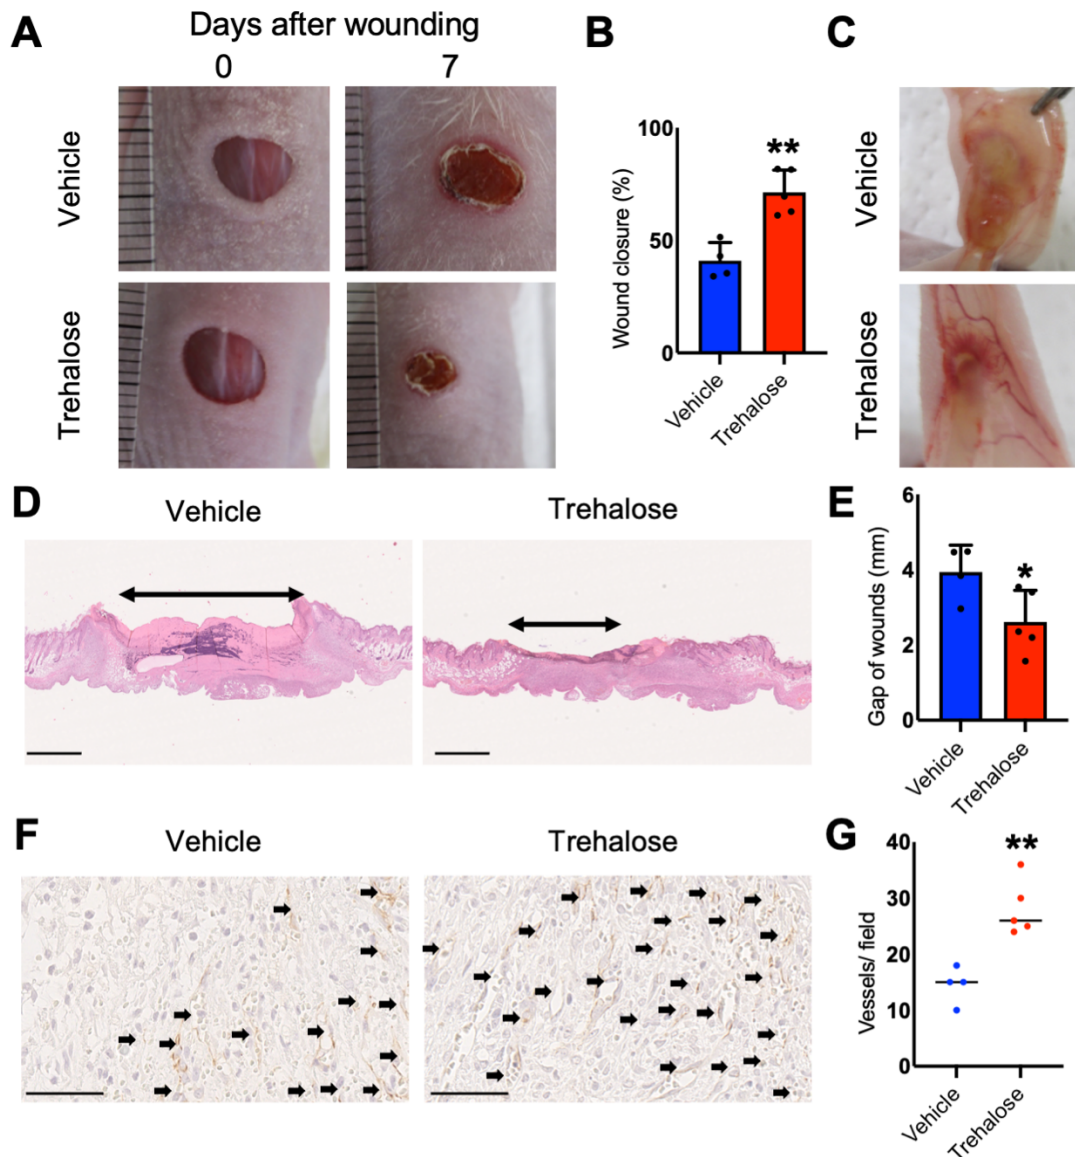 A
Days after wounding
0
7
Vehicle
Trehalose
B
Wound closure (%)
100
50
0
**
Vehicle
Trehalose
C
Vehicle
Trehalose
D
Vehicle
Trehalose
E
Gap of wounds (mm)
6
4
2
0
*
Vehicle
Trehalose
F
Vehicle
Trehalose
G
Vessels/ field
40
30
20
10
0
**
Vehicle
Trehalose